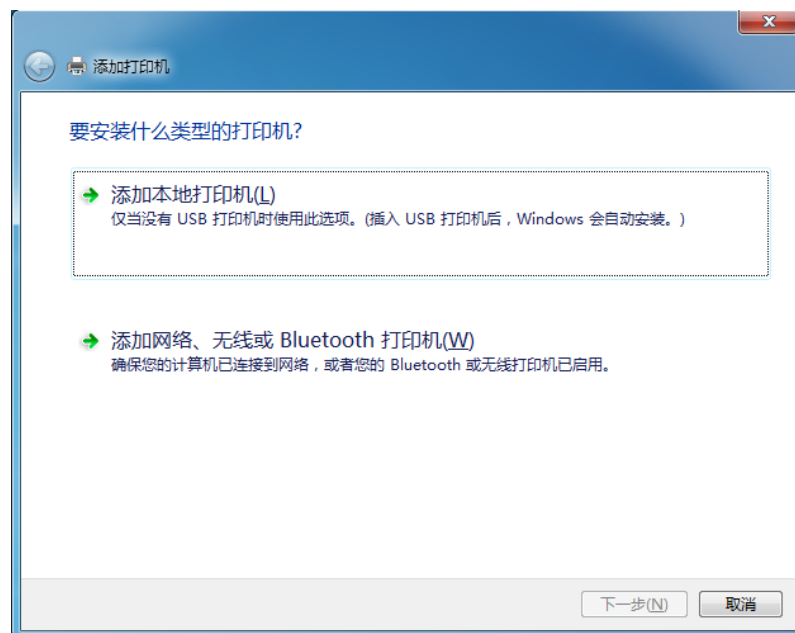 添加打印机
要安装什么类型的打印机?
添加本地打印机(L)
仅当没有 USB 打印机时使用此选项。(插入 USB 打印机后，Windows 会自动安装。)
添加网络、无线或 Bluetooth 打印机(W)
确保您的计算机已连接到网络，或者您的 Bluetooth 或无线打印机已启用。
下一步(N) 取消